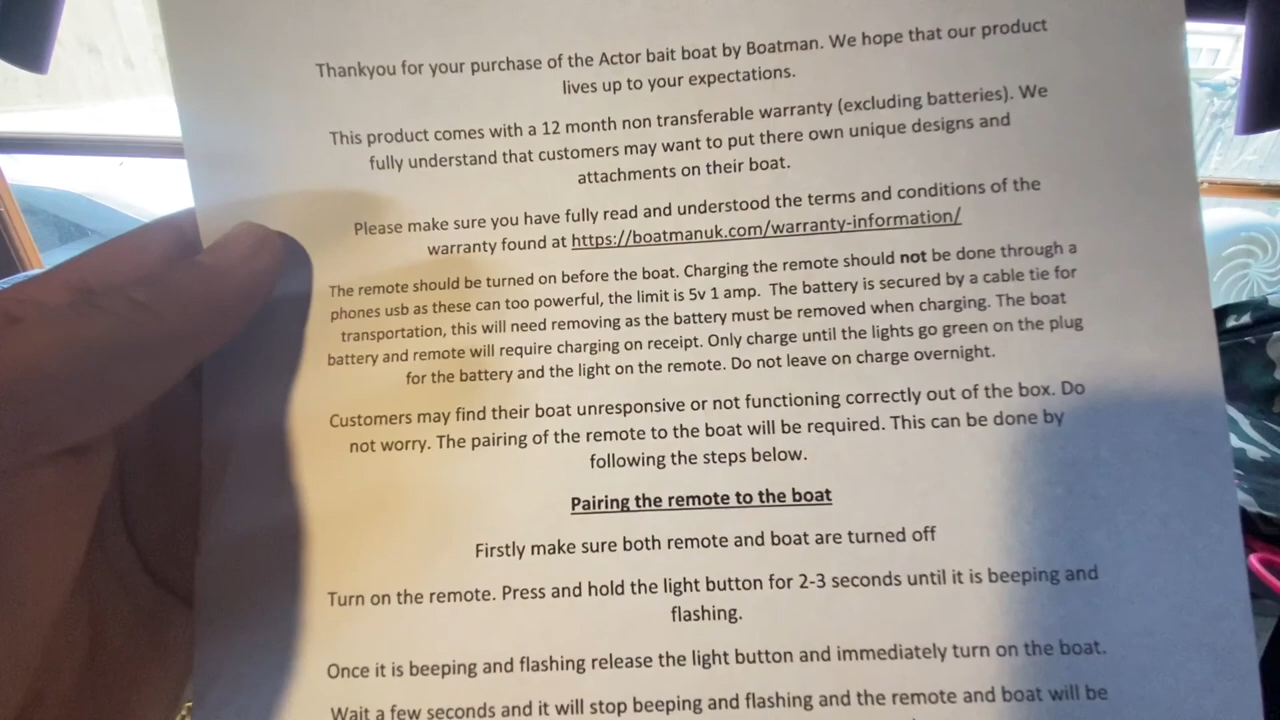 Thankyou for your purchase of the Actor bait boat by Boatman. We hope that our product
lives up to your expectations.
This product comes with a 12 month non transferable warranty (excluding batteries). We
fully understand that customers may want to put there own unique designs and
attachments on their boat.
Please make sure you have fully read and understood the terms and conditions of the
warranty found at https://boatmanuk.com/warranty-information/
The remote should be turned on before the boat. Charging the remote should not be done through a
phones usb as these can too powerful, the limit is 5v 1 amp. The battery is secured by a cable tie for
transportation, this will need removing as the battery must be removed when charging. The boat
battery and remote will require charging on receipt. Only charge until the lights go green on the plug
for the battery and the light on the remote. Do not leave on charge overnight.
Customers may find their boat unresponsive or not functioning correctly out of the box. Do
not worry. The pairing of the remote to the boat will be required. This can be done by
following the steps below.
Pairing the remote to the boat
Firstly make sure both remote and boat are turned off
Turn on the remote. Press and hold the light button for 2-3 seconds until it is beeping and
flashing.
Once it is beeping and flashing release the light button and immediately turn on the boat.
Wait a few seconds and it will stop beeping and flashing and the remote and boat will be